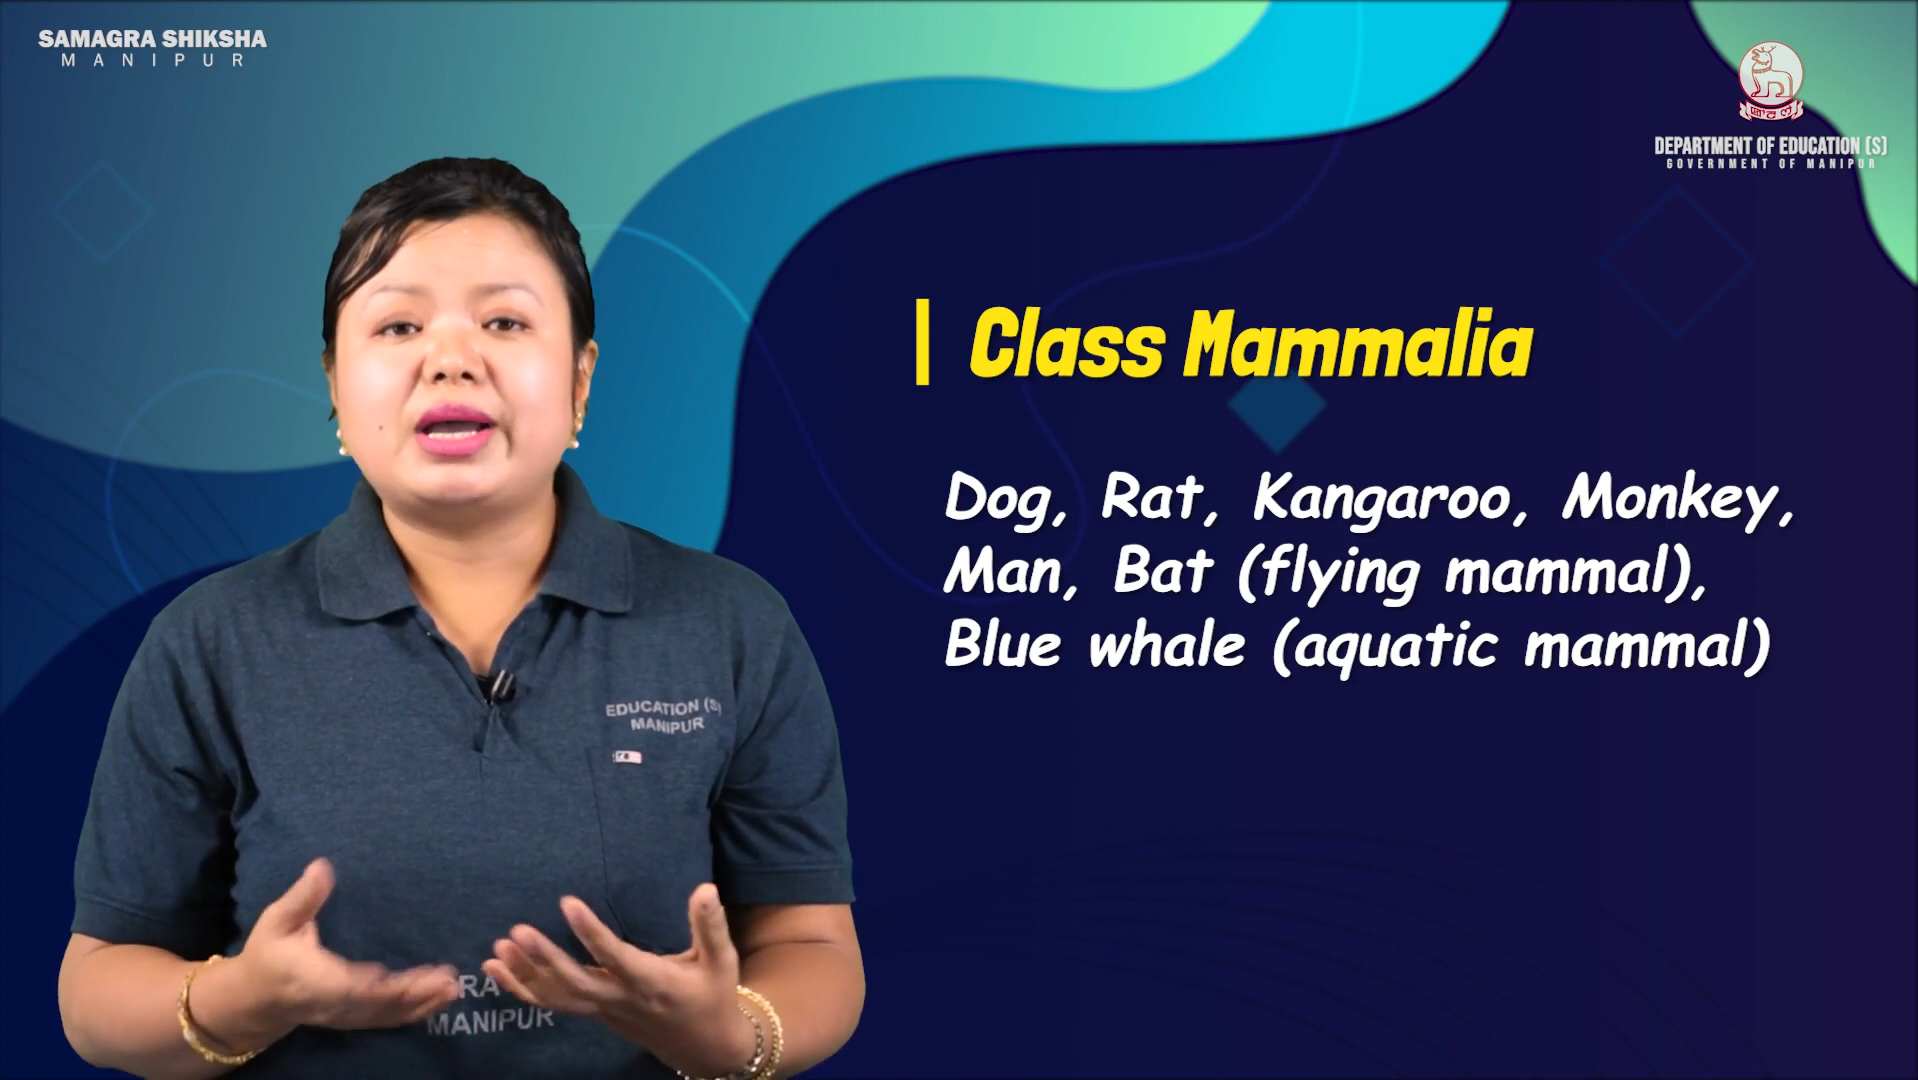 SAMAGRA SHIKSHA
MANIPUR
DEPARTMENT OF EDUCATION (S)
GOVERNMENT OF MANIPUR
Class Mammalia
Dog, Rat, Kangaroo, Monkey,
Man, Bat (flying mammal),
Blue whale (aquatic mammal)
EDUCATION (S)
MANIPUR
MANIPUR